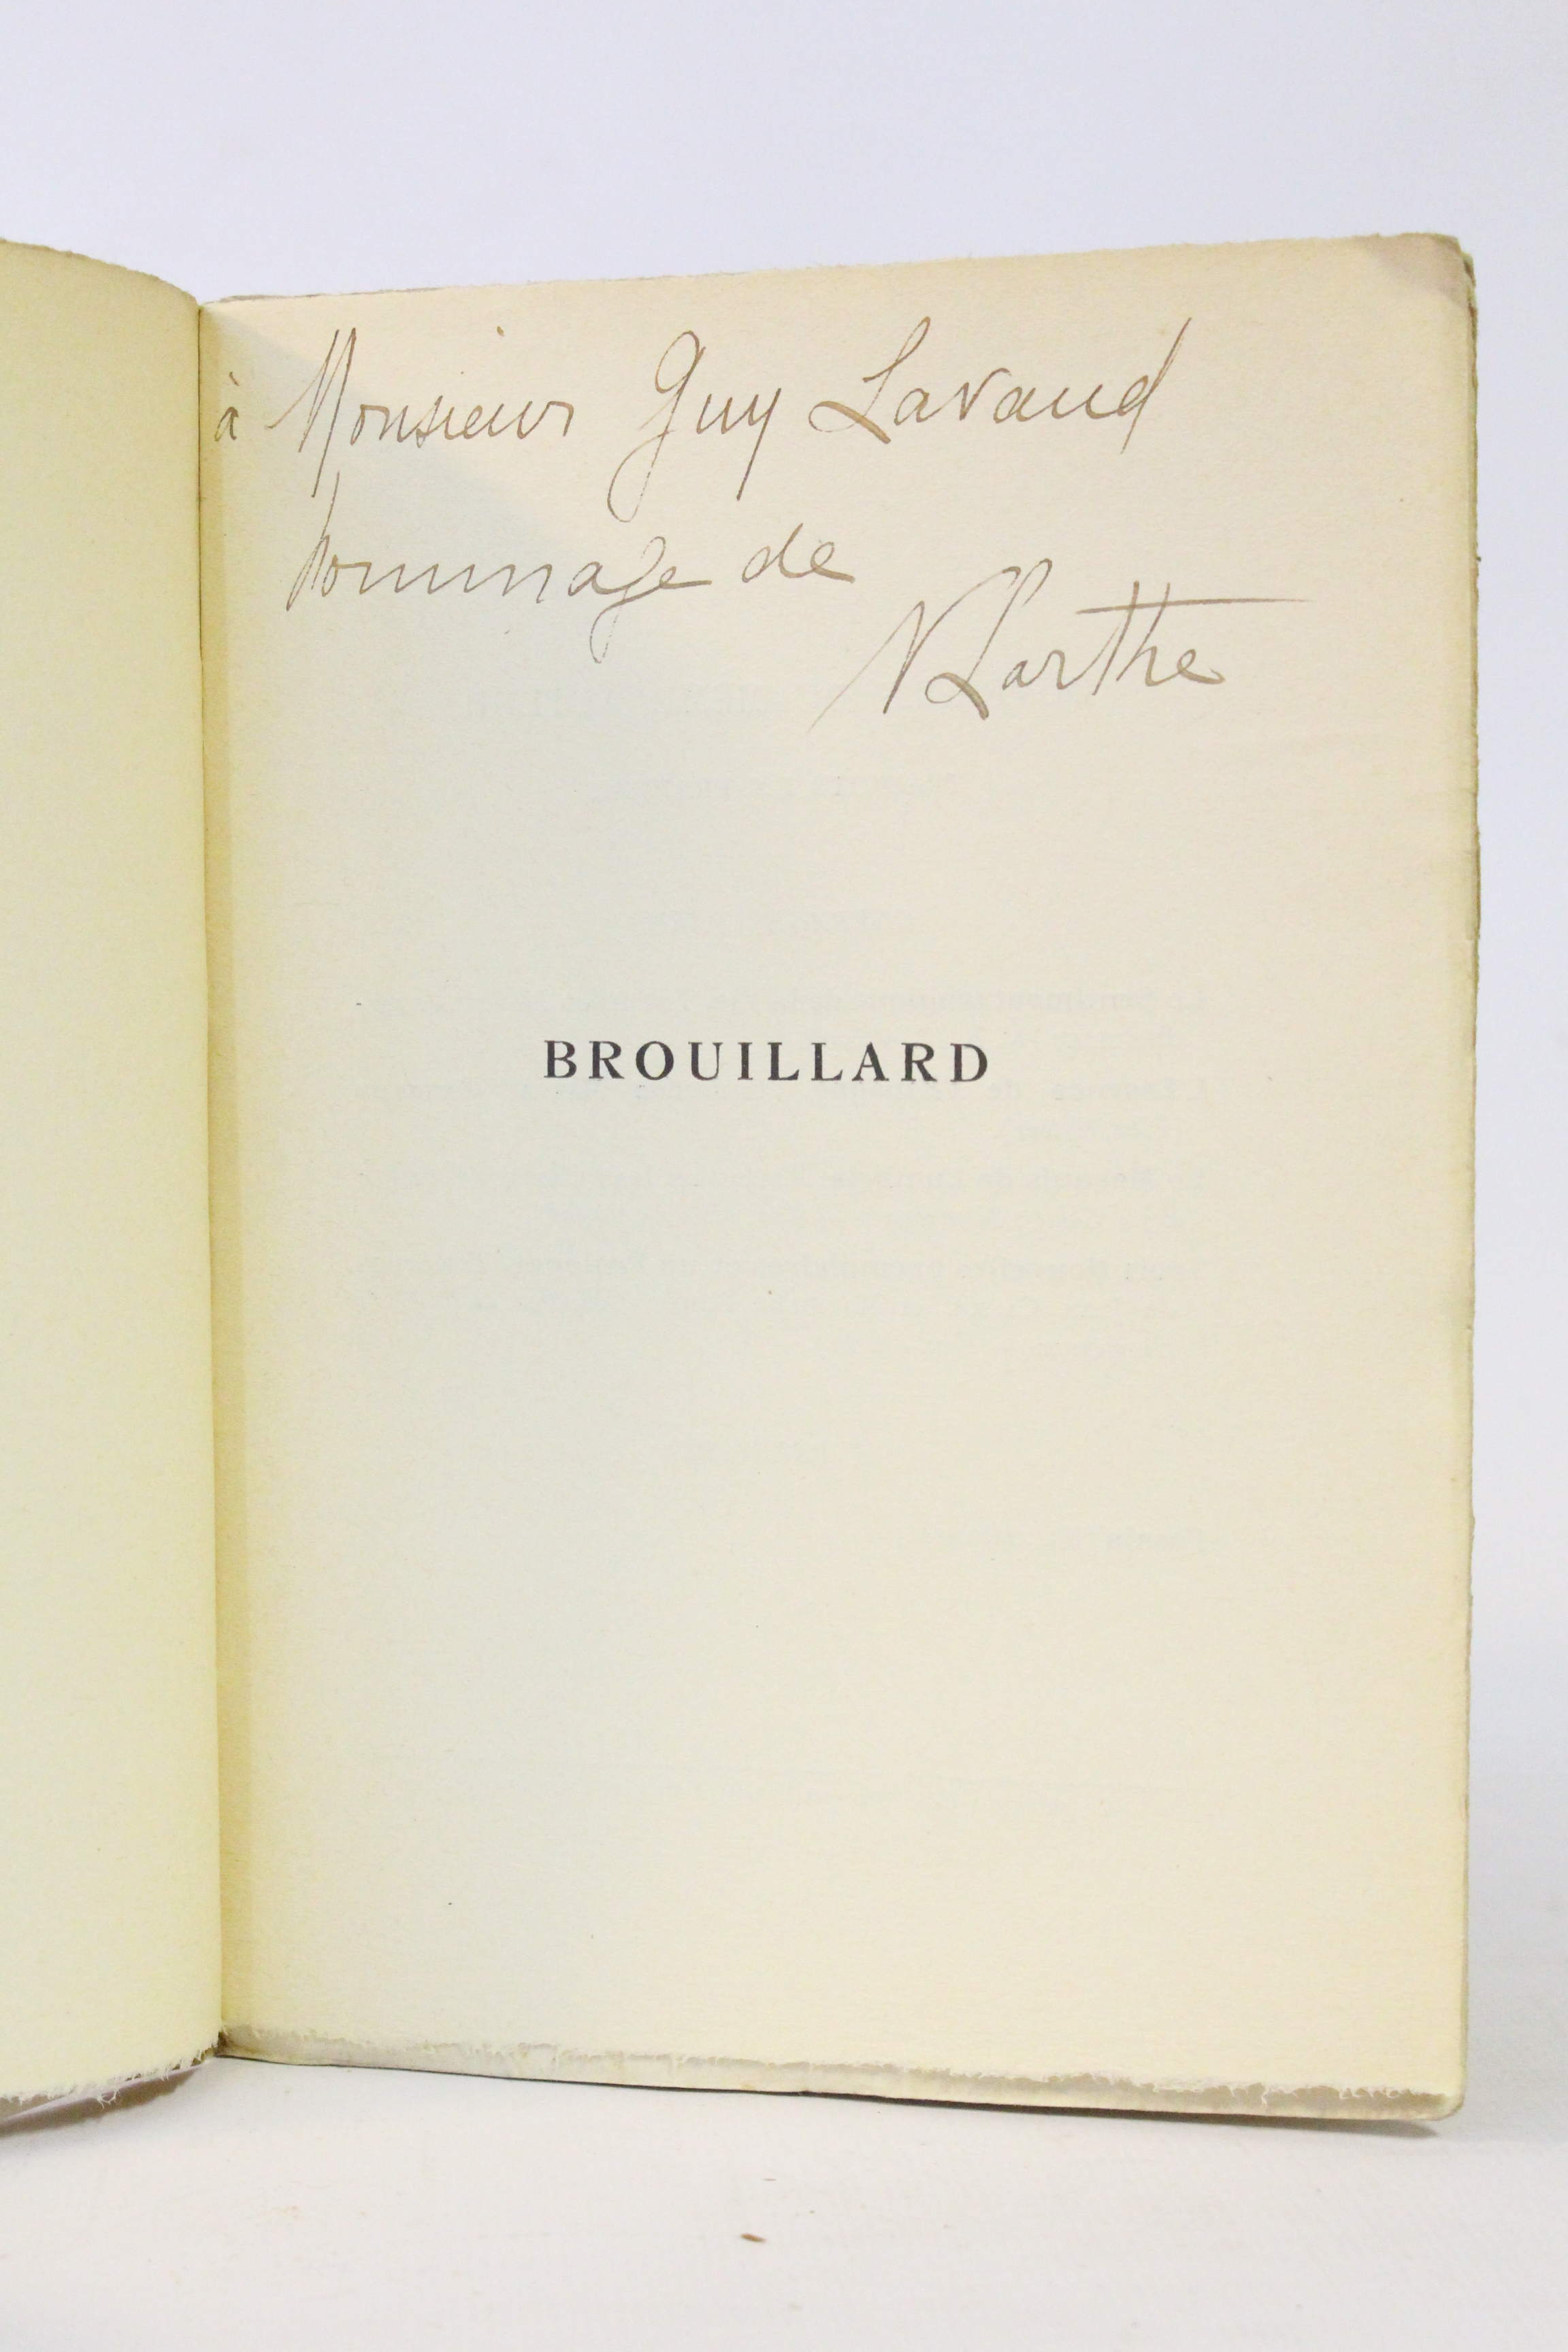 à Monsieur Guy Lavaud
hommage de
N Larthe
BROUILLARD